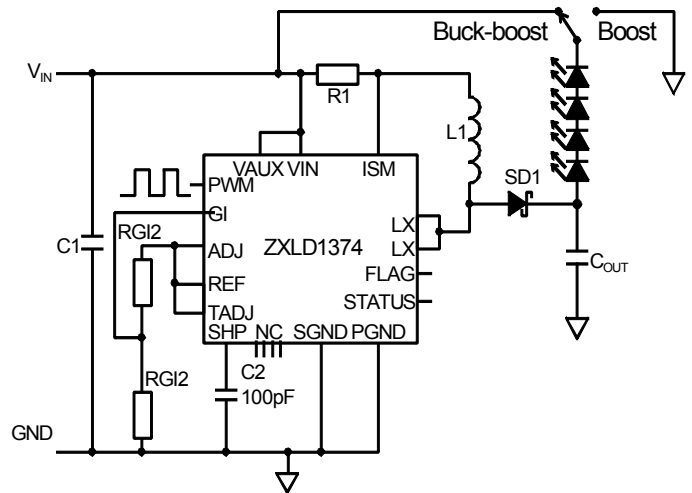 Buck-boost
Boost
VIN
R1
L1
VAUX VIN
ISM
PWM
SD1
GI
RGI2
LX
C1
ADJ
ZXLD1374
LX
COUT
REF
FLAG
TADJ
STATUS
SHP NC SGND PGND
RGI2
C2
100pF
GND